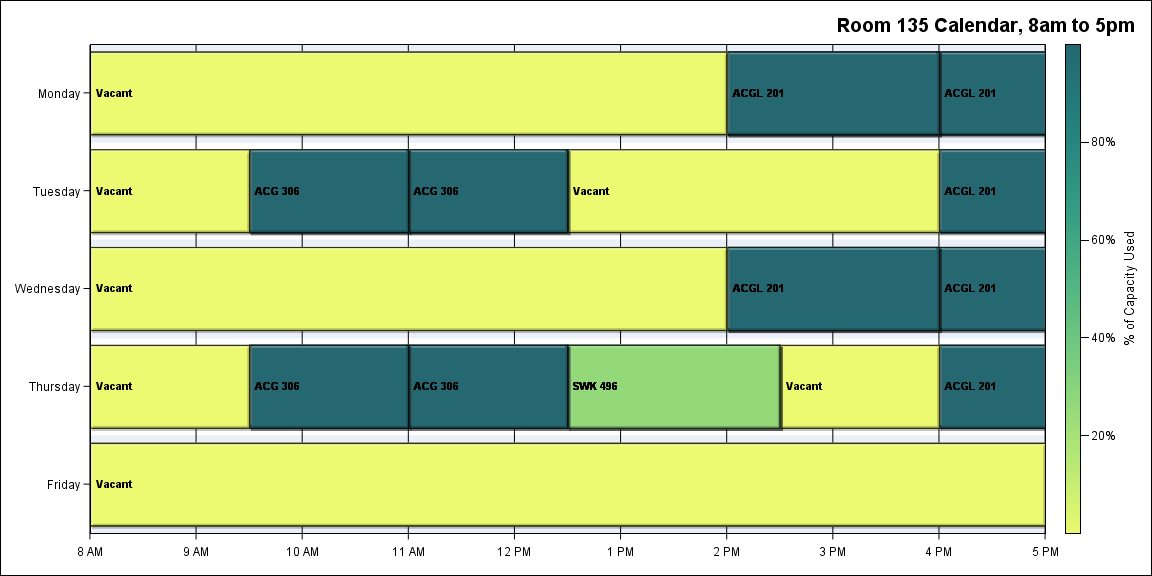 Room 135 Calendar, 8am to 5pm
Monday
Vacant
ACGL 201
ACGL 201
Tuesday
Vacant
ACG 306
ACG 306
Vacant
ACGL 201
Wednesday
Vacant
ACGL 201
ACGL 201
Thursday
Vacant
ACG 306
ACG 306
SWK 496
Vacant
ACGL 201
Friday
Vacant
8 AM
9 AM
10 AM
11 AM
12 PM
1 PM
2 PM
3 PM
4 PM
5 PM
80%
60%
40%
20%
% of Capacity Used